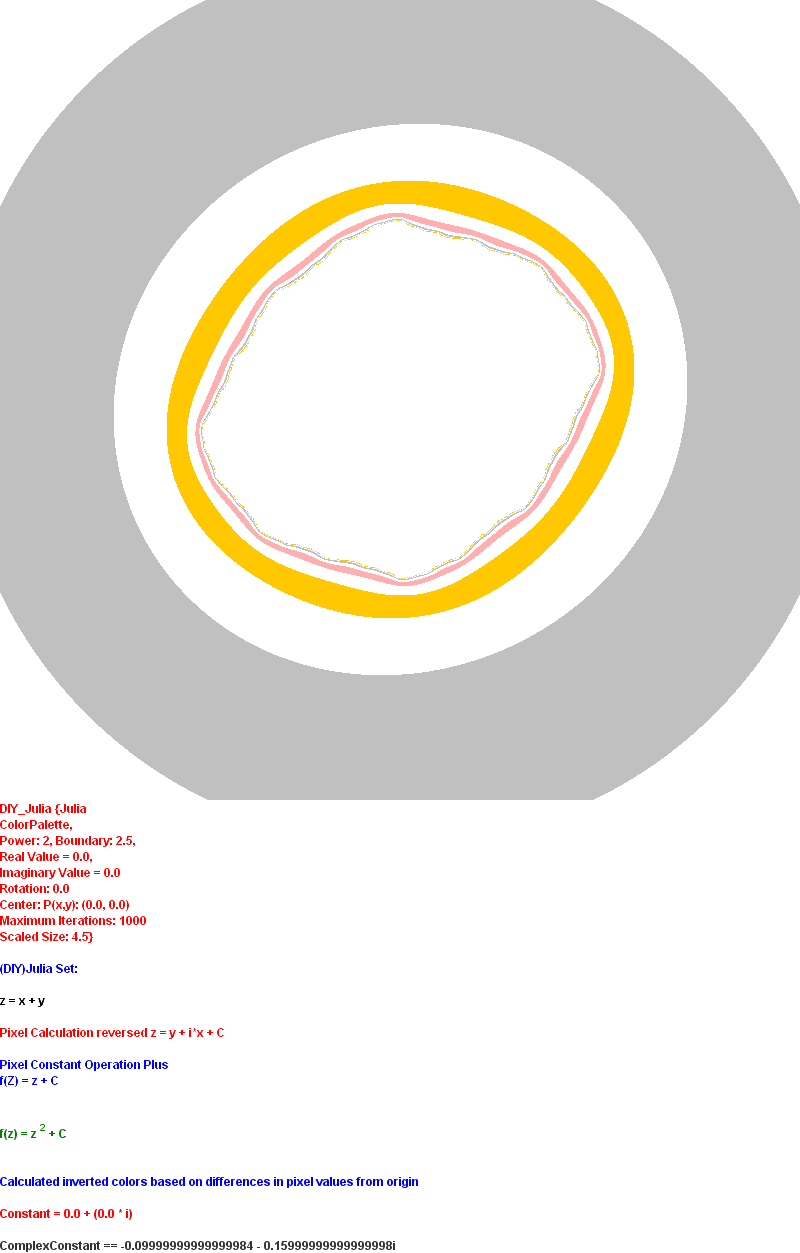 DIY_Julia {Julia
ColorPalette,
Power: 2, Boundary: 2.5,
Real Value = 0.0,
Imaginary Value = 0.0
Rotation: 0.0
Center: P(x,y): (0.0, 0.0)
Maximum Iterations: 1000
Scaled Size: 4.5}
(DIY)Julia Set:
z = x + y
Pixel Calculation reversed z = y + i*x + C
Pixel Constant Operation Plus
f(Z) = z + C
f(z) = z 2 + C
Calculated inverted colors based on differences in pixel values from origin
Constant = 0.0 + (0.0 * i)
ComplexConstant == -0.09999999999999984 - 0.15999999999999998i